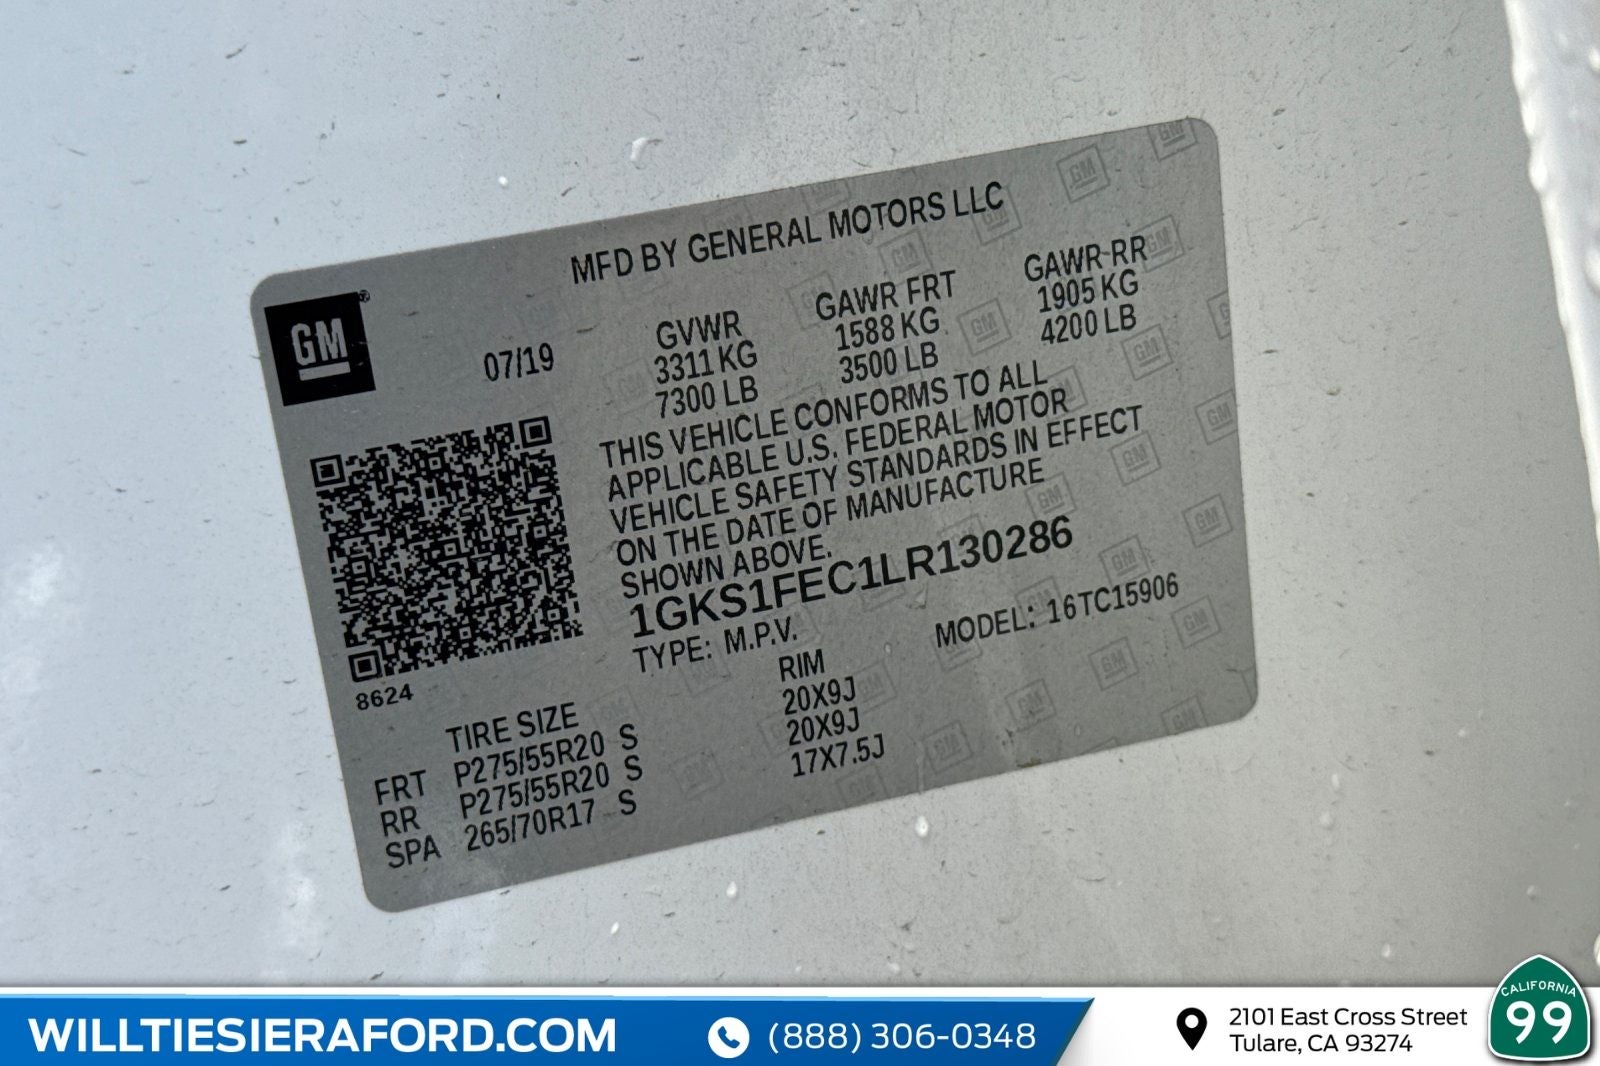 MFD BY GENERAL MOTORS LLC
GM®
07/19
GVWR GAWR FRT GAWR RR
3311 KG 1588 KG 1905 KG
7300 LB 3500 LB 4200 LB
THIS VEHICLE CONFORMS TO ALL
APPLICABLE U.S. FEDERAL MOTOR
VEHICLE SAFETY STANDARDS IN EFFECT
ON THE DATE OF MANUFACTURE
SHOWN ABOVE.
1GKS1FEC1LR130286
TYPE: M.P.V. MODEL: 16TC15906
8624
TIRE SIZE RIM
FRT P275/55R20 S 20X9J
RR P275/55R20 S 20X9J
SPA 265/70R17 S 17X7.5J
WILLTIESIERAFORD.COM
(888) 306-0348
2101 East Cross Street
Tulare, CA 93274
CALIFORNIA
99